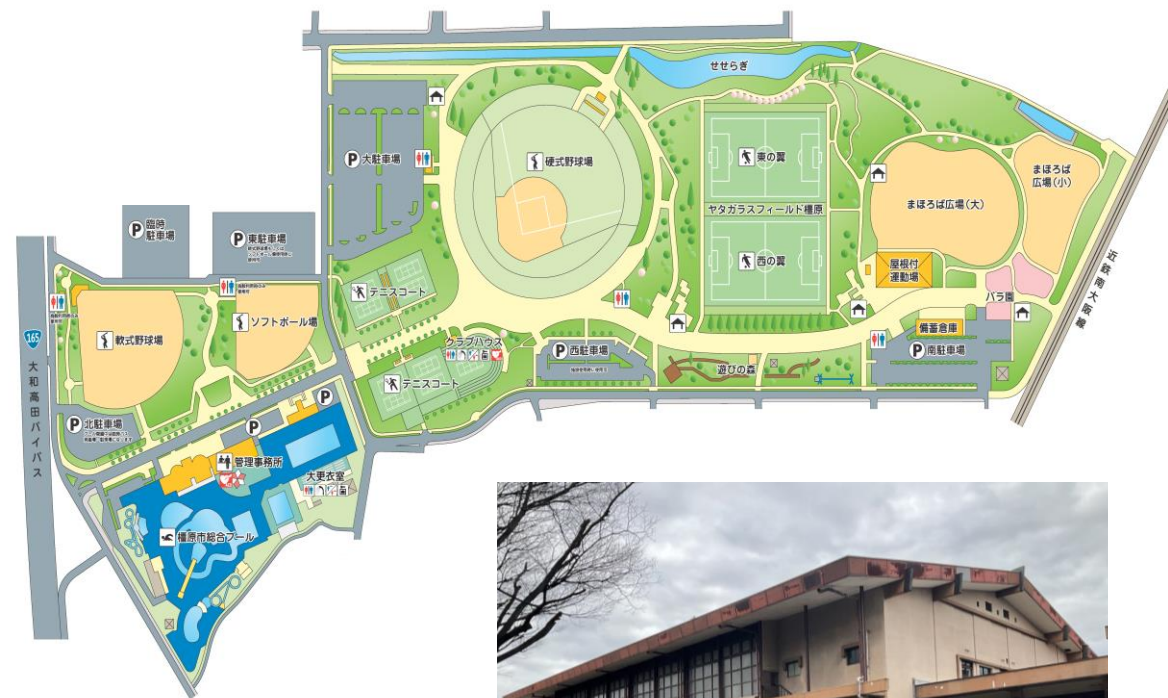 せせらぎ
P 大駐車場
硬式野球場
東の翼
ヤタガラスフィールド橿原
西の翼
まほろば
広場(小)
まほろば広場(大)
屋根付
運動場
バラ園
備蓄倉庫
P 南駐車場
近鉄南大阪線
P 臨時
駐車場
P 東駐車場
テニスコート
ソフトボール場
軟式野球場
165
大和高田バイパス
クラブハウス
P 西駐車場
遊びの森
テニスコート
P 北駐車場
P
P
管理事務所
大更衣室
橿原市総合プール